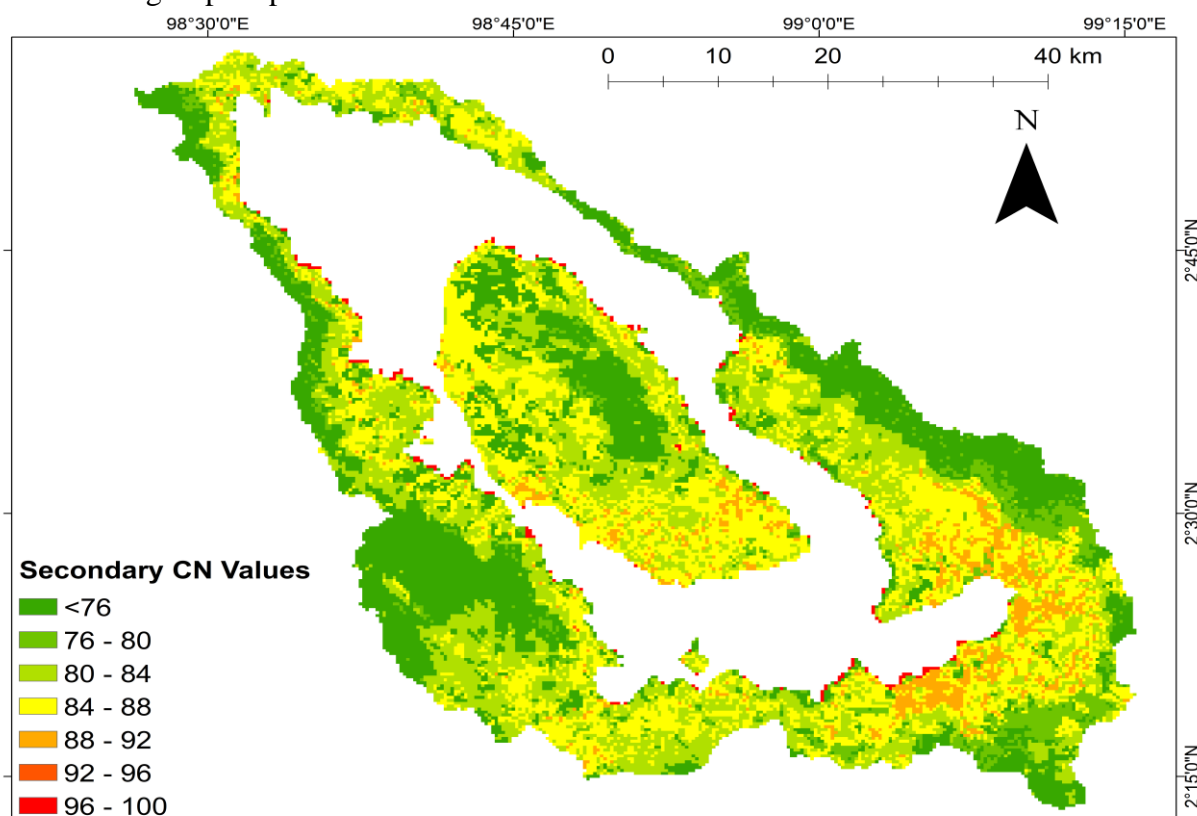 98°30'0"E 98°45'0"E 99°0'0"E 99°15'0"E
0 10 20 40 km
N
2°45'0"N
2°30'0"N
2°15'0"N
Secondary CN Values
<76
76 - 80
80 - 84
84 - 88
88 - 92
92 - 96
96 - 100